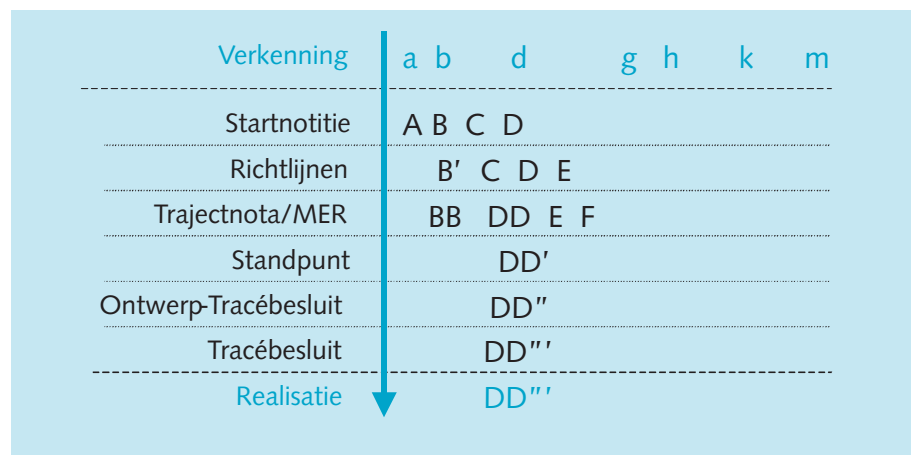 Verkenning a b d g h k m
Startnotitie A B C D
Richtlijnen B' C D E
Trajectnota/MER BB DD E F
Standpunt DD'
Ontwerp-Tracébesluit DD"
Tracébesluit DD"'
Realisatie DD"'